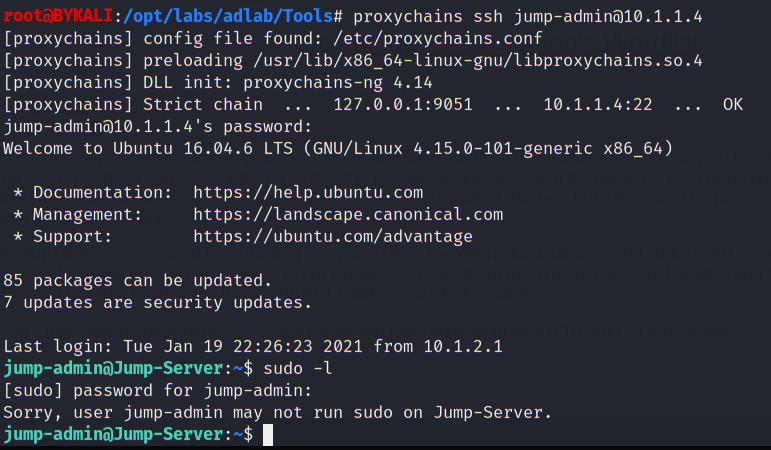 root@BYKALI:/opt/labs/adlab/Tools# proxychains ssh jump-admin@10.1.1.4
[proxychains] config file found: /etc/proxychains.conf
[proxychains] preloading /usr/lib/x86_64-linux-gnu/libproxychains.so.4
[proxychains] DLL init: proxychains-ng 4.14
[proxychains] Strict chain  ...  127.0.0.1:9051  ...  10.1.1.4:22  ...  OK
jump-admin@10.1.1.4's password:
Welcome to Ubuntu 16.04.6 LTS (GNU/Linux 4.15.0-101-generic x86_64)

 * Documentation:  https://help.ubuntu.com
 * Management:     https://landscape.canonical.com
 * Support:        https://ubuntu.com/advantage

85 packages can be updated.
7 updates are security updates.

Last login: Tue Jan 19 22:26:23 2021 from 10.1.2.1
jump-admin@Jump-Server:~$ sudo -l
[sudo] password for jump-admin:
Sorry, user jump-admin may not run sudo on Jump-Server.
jump-admin@Jump-Server:~$